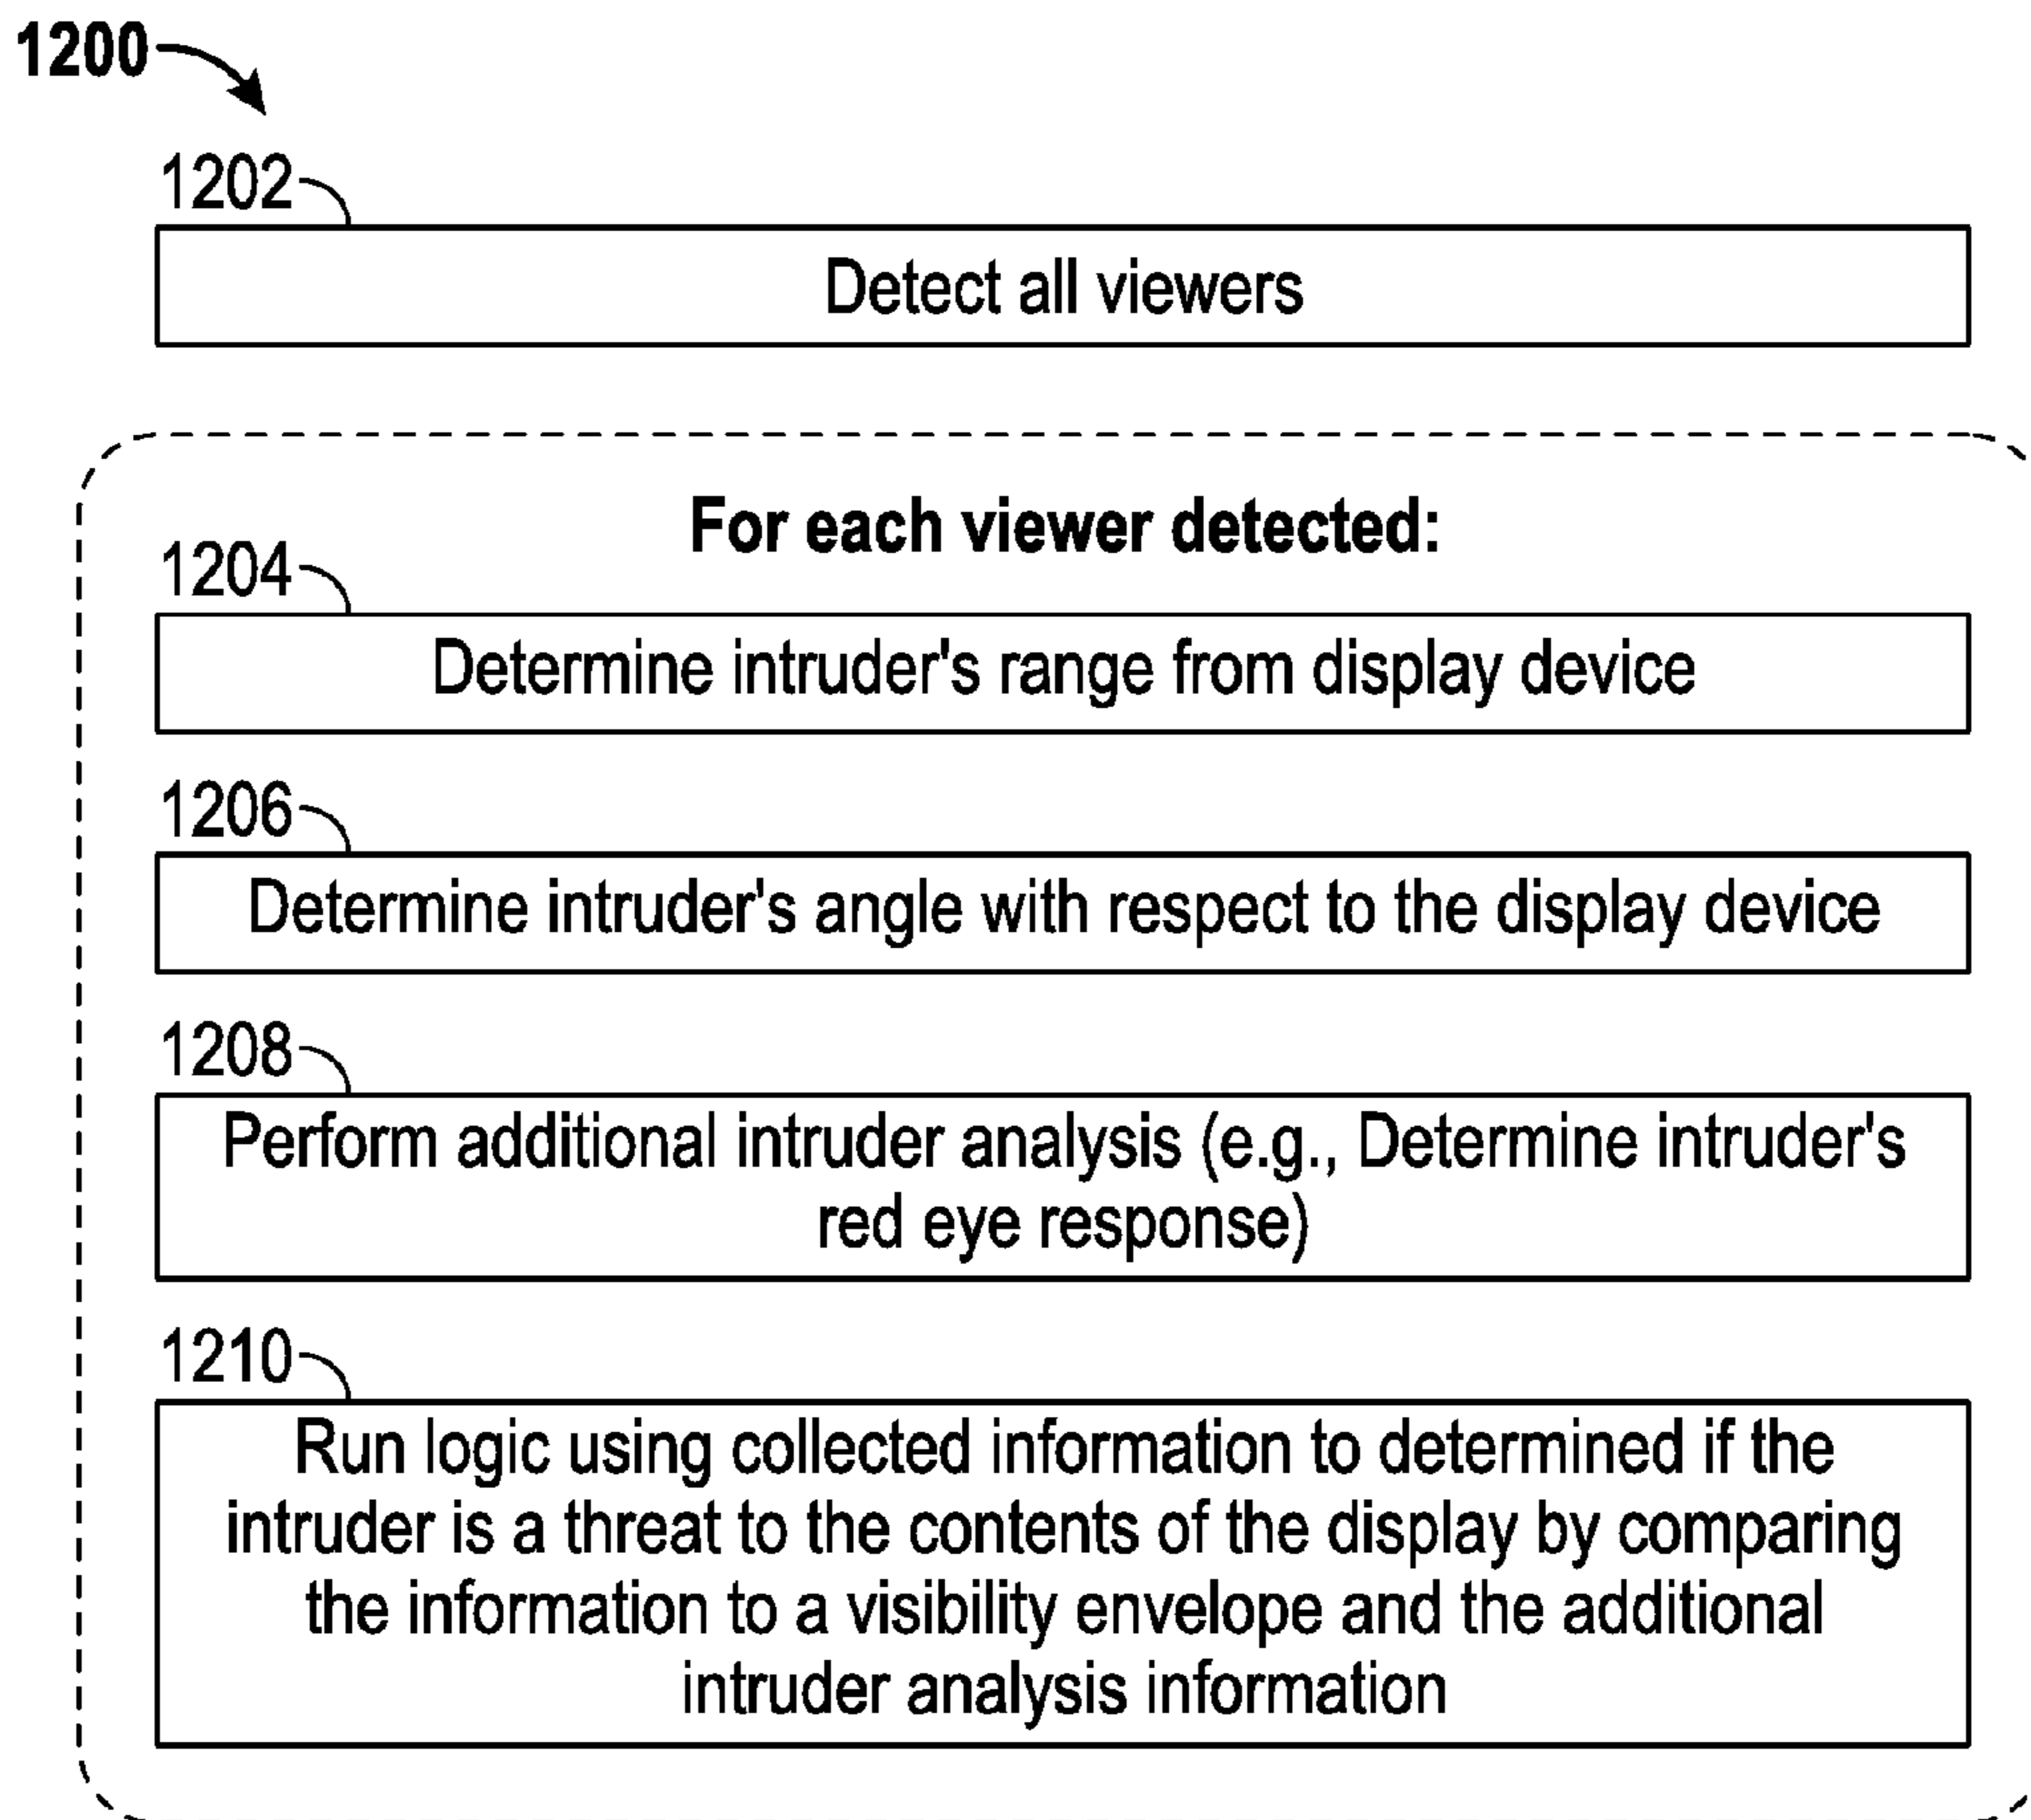 1200
1202
Detect all viewers
For each viewer detected:
1204
Determine intruder's range from display device
1206
Determine intruder's angle with respect to the display device
1208
Perform additional intruder analysis (e.g., Determine intruder's
red eye response)
1210
Run logic using collected information to determined if the
intruder is a threat to the contents of the display by comparing
the information to a visibility envelope and the additional
intruder analysis information